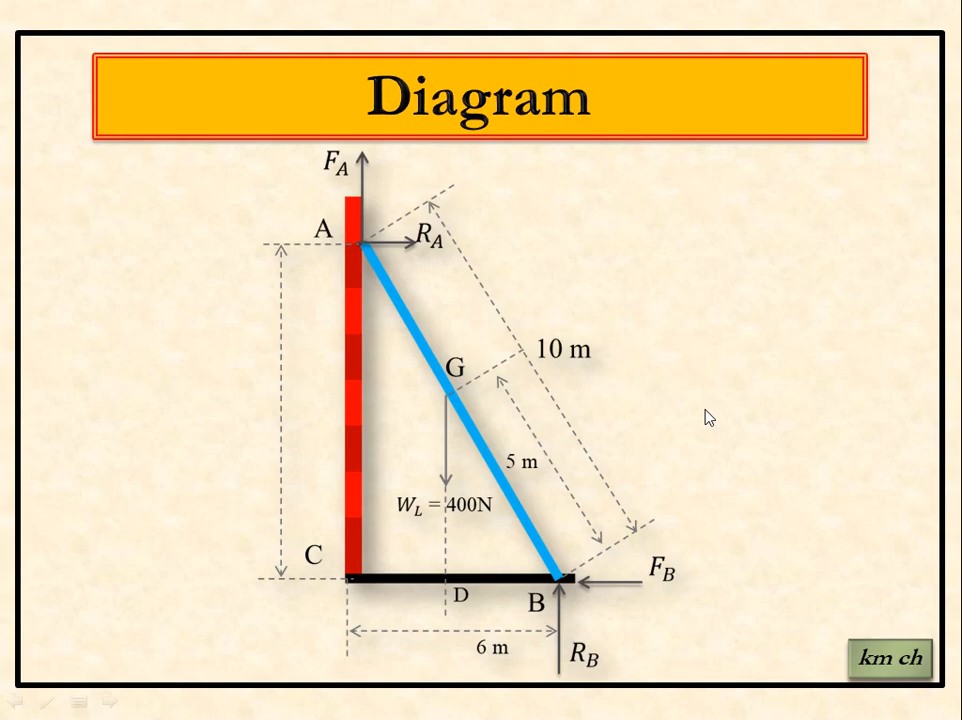 Diagram
F_A
A
R_A
10 m
G
5 m
W_L = 400N
C
F_B
D
B
6 m
R_B
km ch